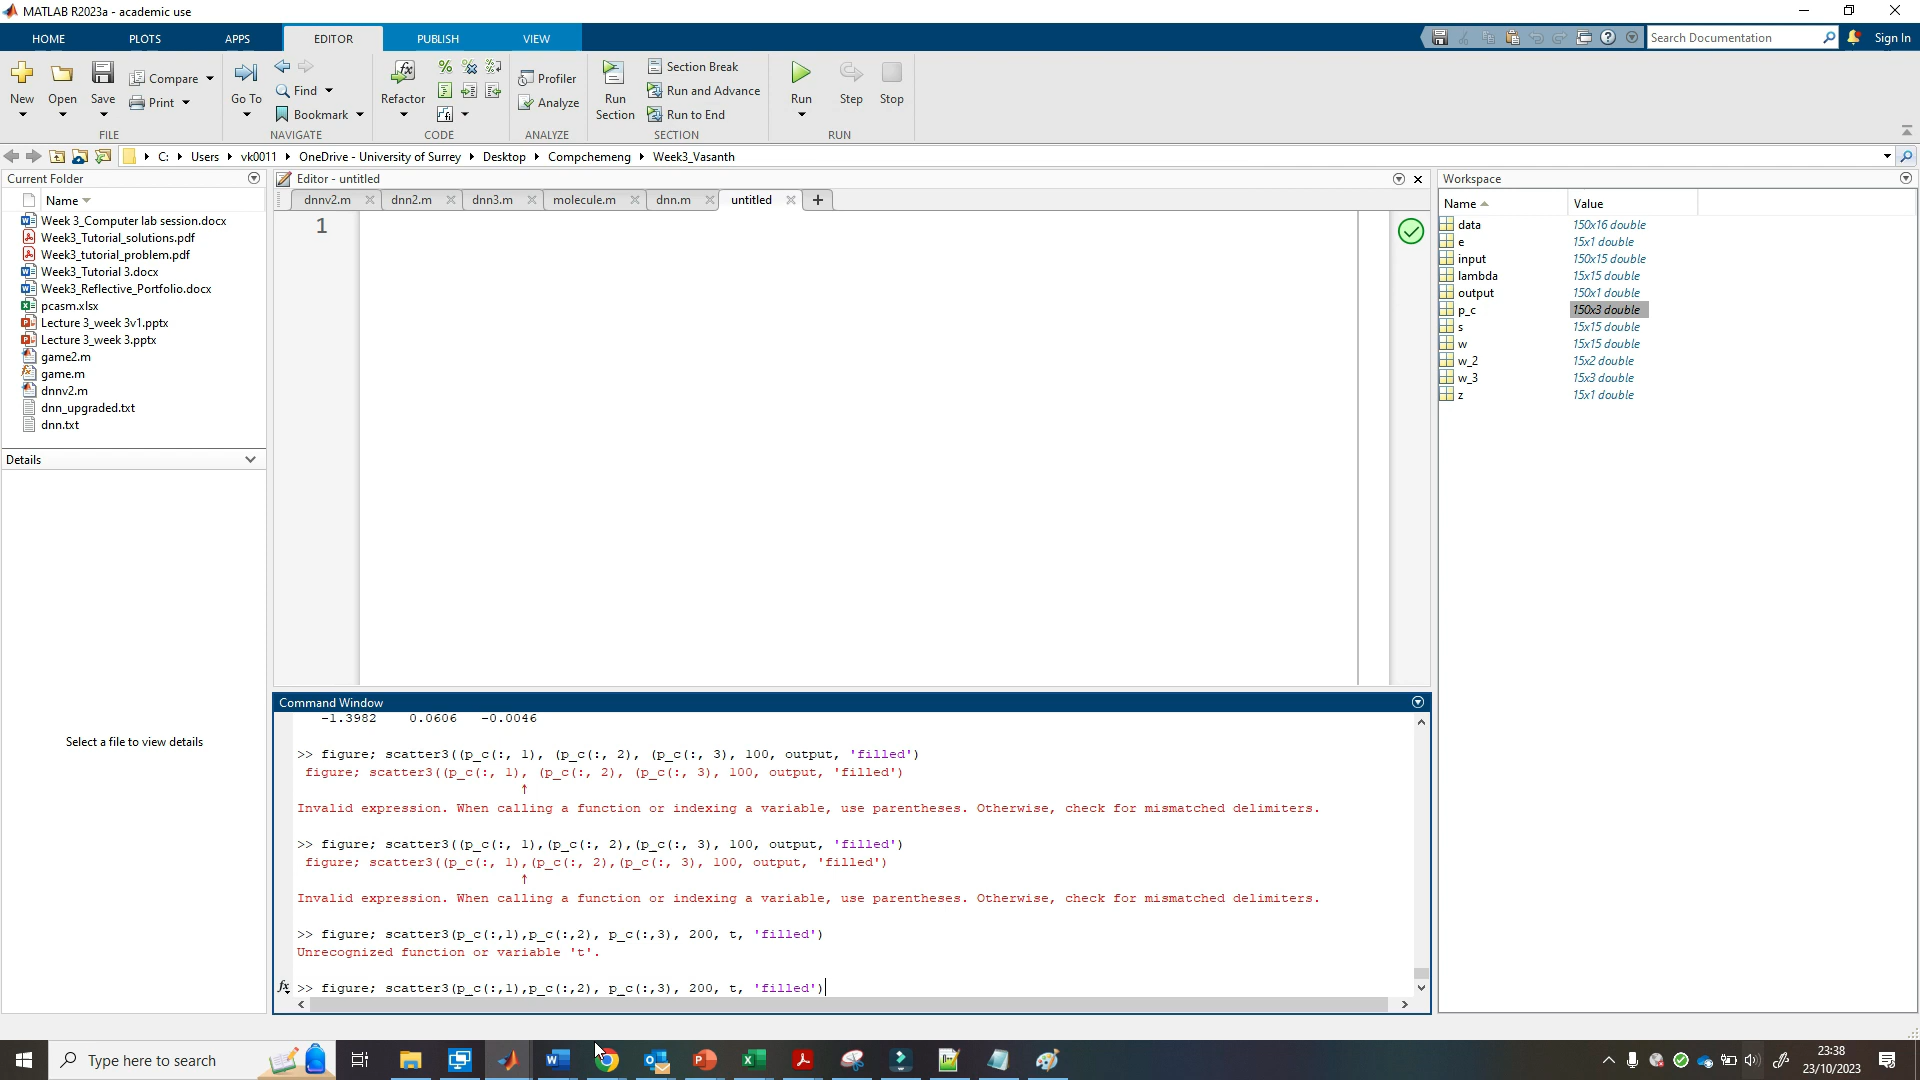 MATLAB R2023a - academic use
HOME PLOTS APPS EDITOR PUBLISH VIEW Search Documentation Sign In
New Open Save Compare Print Go To Find Bookmark Refactor Profiler Analyze Run Section Section Break Run and Advance Run to End Run Step Stop
FILE NAVIGATE CODE ANALYZE SECTION RUN
C: Users vk0011 OneDrive - University of Surrey Desktop Compchemeng Week3_Vasanth
Current Folder
Name
Week 3_Computer lab session.docx
Week3_Tutorial_solutions.pdf
Week3_tutorial_problem.pdf
Week3_Tutorial 3.docx
Week3_Reflective_Portfolio.docx
pcasm.xlsx
Lecture 3_week 3v1.pptx
Lecture 3_week 3.pptx
game2.m
game.m
dnnv2.m
dnn_upgraded.txt
dnn.txt
Details
Select a file to view details
Editor - untitled
dnnv2.m dnn2.m dnn3.m molecule.m dnn.m untitled
1
Command Window
-1.3982 0.0606 -0.0046
>> figure; scatter3((p_c(:, 1), (p_c(:, 2), (p_c(:, 3), 100, output, 'filled')
figure; scatter3((p_c(:, 1), (p_c(:, 2), (p_c(:, 3), 100, output, 'filled')
↑
Invalid expression. When calling a function or indexing a variable, use parentheses. Otherwise, check for mismatched delimiters.
>> figure; scatter3((p_c(:, 1),(p_c(:, 2),(p_c(:, 3), 100, output, 'filled')
figure; scatter3((p_c(:, 1),(p_c(:, 2),(p_c(:, 3), 100, output, 'filled')
↑
Invalid expression. When calling a function or indexing a variable, use parentheses. Otherwise, check for mismatched delimiters.
>> figure; scatter3(p_c(:,1),p_c(:,2), p_c(:,3), 200, t, 'filled')
Unrecognized function or variable 't'.
fx >> figure; scatter3(p_c(:,1),p_c(:,2), p_c(:,3), 200, t, 'filled')
Workspace
Name Value
data 150x16 double
e 15x1 double
input 150x15 double
lambda 15x15 double
output 150x1 double
p_c 150x3 double
s 15x15 double
w 15x15 double
w_2 15x2 double
w_3 15x3 double
z 15x1 double
Type here to search
23:38
23/10/2023